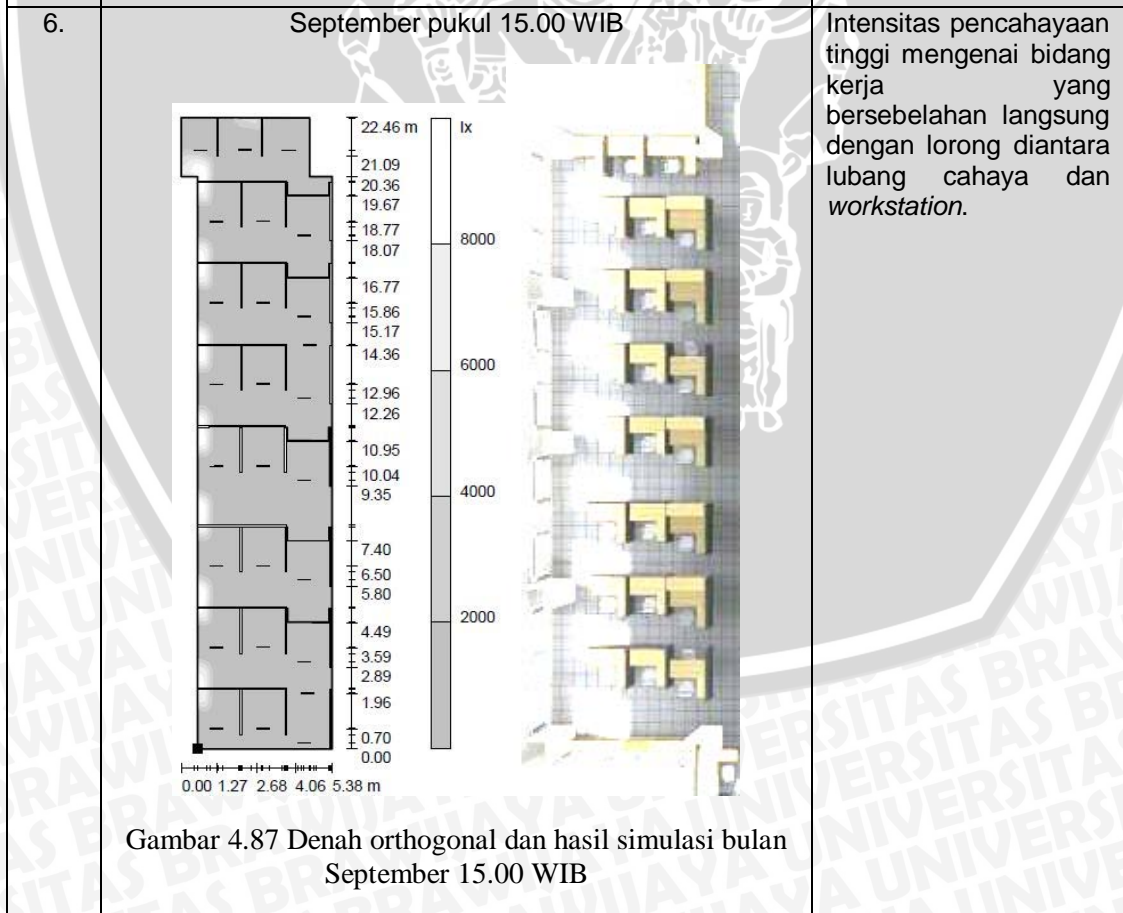 6.
September pukul 15.00 WIB
Intensitas pencahayaan
tinggi mengenai bidang
kerja yang
bersebelahan langsung
dengan lorong diantara
lubang cahaya dan
workstation.
22.46 m
21.09
20.36
19.67
18.77
18.07
16.77
15.86
15.17
14.36
12.96
12.26
10.95
10.04
9.35
7.40
6.50
5.80
4.49
3.59
2.89
1.96
0.70
0.00
0.00 1.27 2.68 4.06 5.38 m
lx
8000
6000
4000
2000
Gambar 4.87 Denah orthogonal dan hasil simulasi bulan
September 15.00 WIB